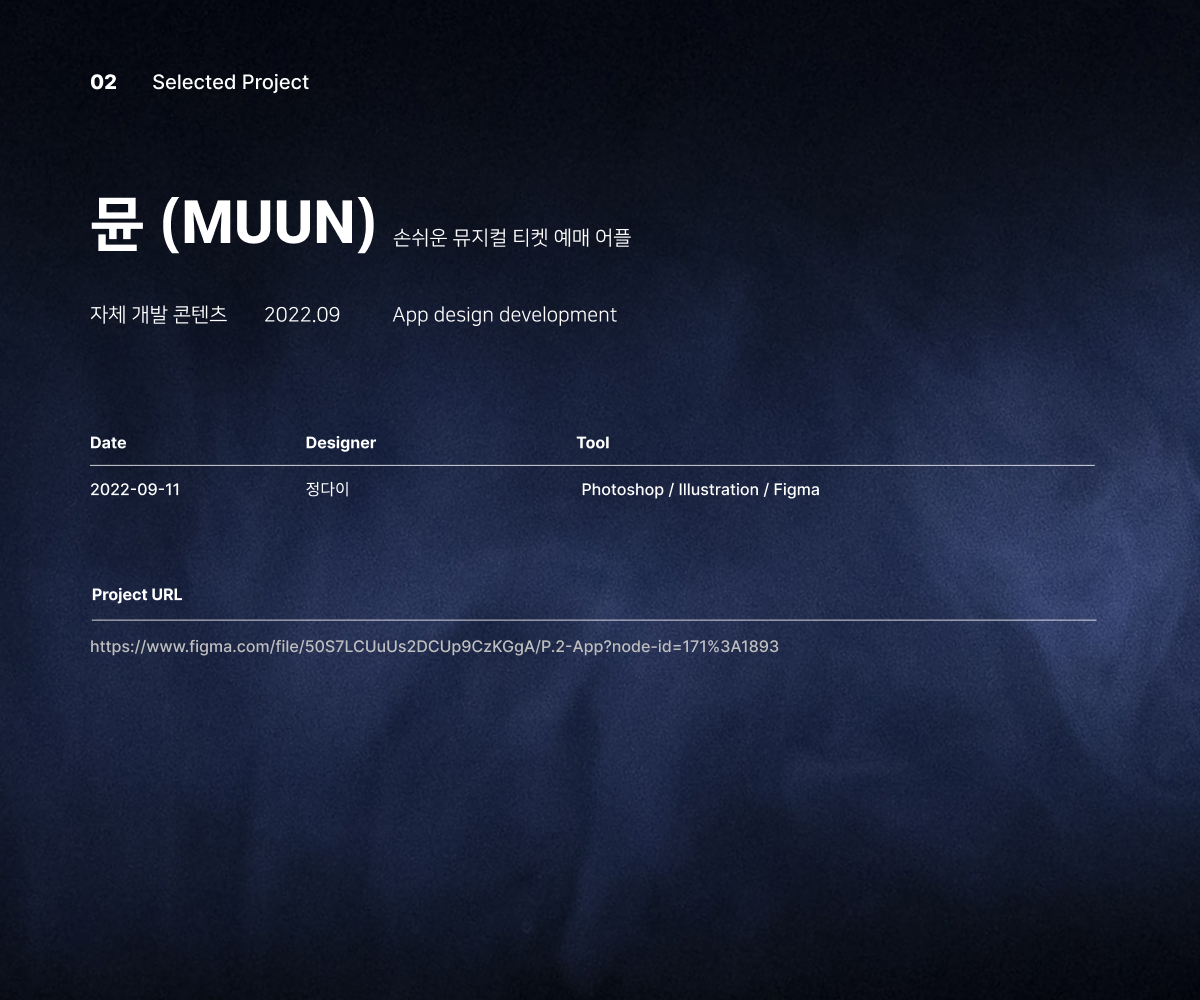 02 Selected Project
뮨 (MUUN) 손쉬운 뮤지컬 티켓 예매 어플
자체 개발 콘텐츠 2022.09 App design development
Date Designer Tool
2022-09-11 정다이 Photoshop / Illustration / Figma
Project URL
https://www.figma.com/file/50S7LCUuUs2DCUp9CzKGgA/P.2-App?node-id=171%3A1893